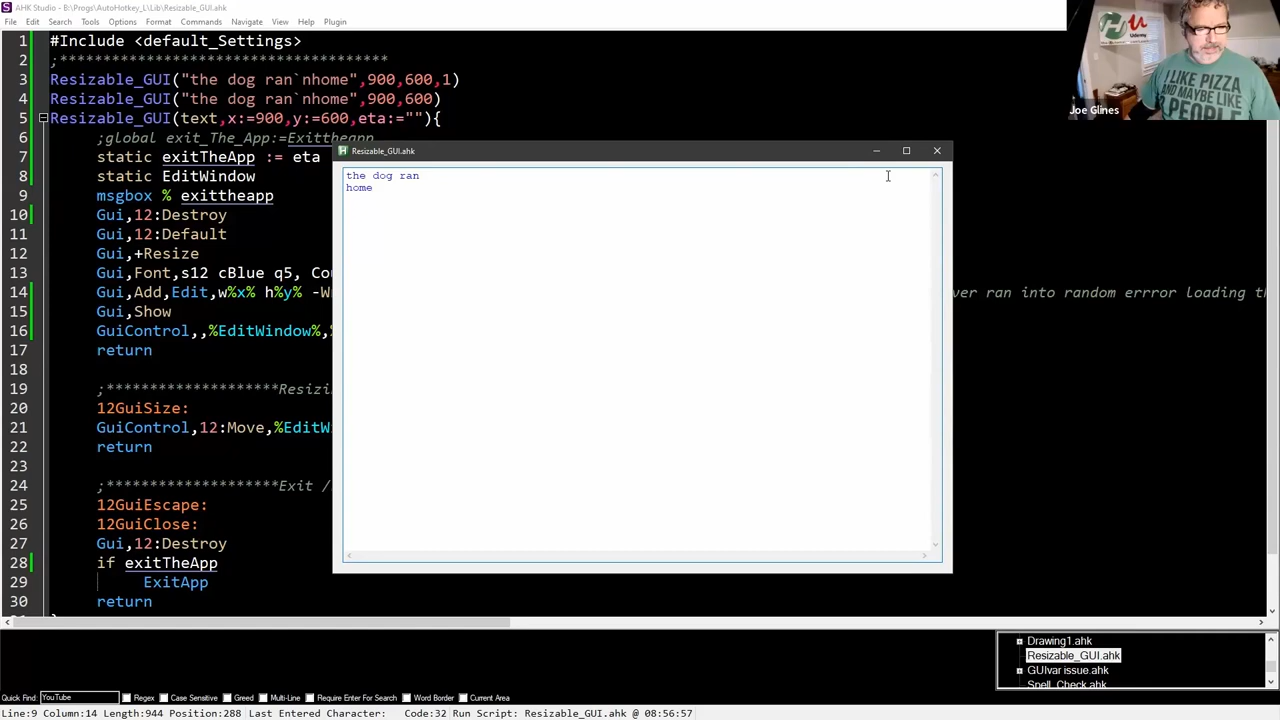 AHK Studio - B:\Progs\AutoHotkey_L\Lib\Resizable_GUI.ahk
File Edit Search Tools Options Format Commands Navigate View Help Plugin
1 #Include <default_Settings>
2 ;*************************************
3 Resizable_GUI("the dog ran`nhome",900,600,1)
4 Resizable_GUI("the dog ran`nhome",900,600)
5 Resizable_GUI(text,x:=900,y:=600,eta:=""){
6 ;global exit_The_App:=Exittheapp
7 static exitTheApp := eta
8 static EditWindow
9 msgbox % exittheapp
10 Gui,12:Destroy
11 Gui,12:Default
12 Gui,+Resize
13 Gui,Font,s12 cBlue q5,
14 Gui,Add,Edit,w%x% h%y% ver ran into random errror loading
15 Gui,Show
16 GuiControl,,%EditWindow%,
17 return
18
19 ;********************
20 12GuiSize:
21 GuiControl,12:Move,
22 return
23
24 ;********************Exit /
25 12GuiEscape:
26 12GuiClose:
27 Gui,12:Destroy
28 if exitTheApp
29 ExitApp
30 return
Resizable_GUI.ahk
the dog ran
home
I LIKE PIZZA
AND MAYBE LIKE
PEOPLE
Udemy
Joe Glines
Drawing1.ahk
Resizable_GUI.ahk
GUIvar issue.ahk
Spell_Check.ahk
Quick Find: YouTube Regex Case Sensitive Greed Multi-Line Require Enter For Search Word Border Current Area
Line:9 Column:14 Length:944 Position:288 Last Entered Character: Code:32 Run Script: Resizable_GUI.ahk @ 08:56:57